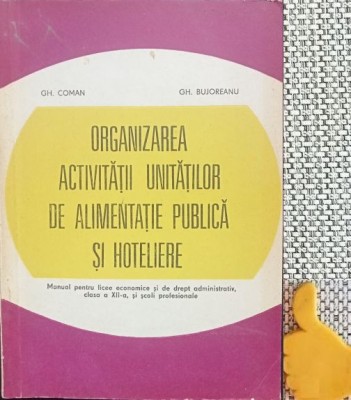 GH. COMAN GH. BUJOREANU
ORGANIZAREA
ACTIVITĂȚII UNITĂȚILOR
DE ALIMENTAȚIE PUBLICĂ
ȘI HOTELIERE
Manual pentru licee economice și de drept administrativ,
clasa a XII-a, și școli profesionale